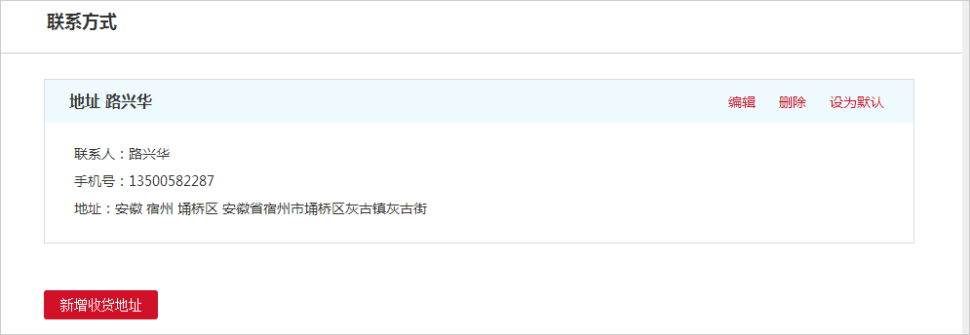 联系方式
地址 路兴华 编辑 删除 设为默认
联系人：路兴华
手机号：13500582287
地址：安徽 宿州 埇桥区 安徽省宿州市埇桥区灰古镇灰古街
新增收货地址